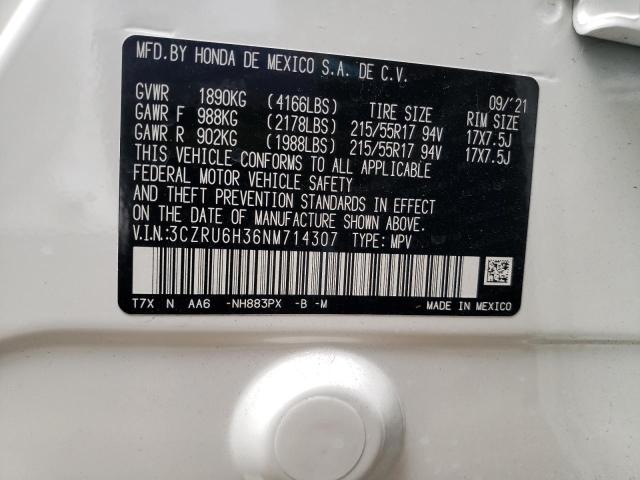 MFD.BY HONDA DE MEXICO S.A. DE C.V.
GVWR 1890KG (4166LBS) TIRE SIZE 09/'21 RIM SIZE
GAWR F 988KG (2178LBS) 215/55R17 94V 17X7.5J
GAWR R 902KG (1988LBS) 215/55R17 94V 17X7.5J
THIS VEHICLE CONFORMS TO ALL APPLICABLE
FEDERAL MOTOR VEHICLE SAFETY
AND THEFT PREVENTION STANDARDS IN EFFECT
ON THE DATE OF MANUFACTURE SHOWN ABOVE.
V.I.N.:3CZRU6H36NM714307 TYPE: MPV
T7X N AA6 -NH883PX -B -M MADE IN MEXICO